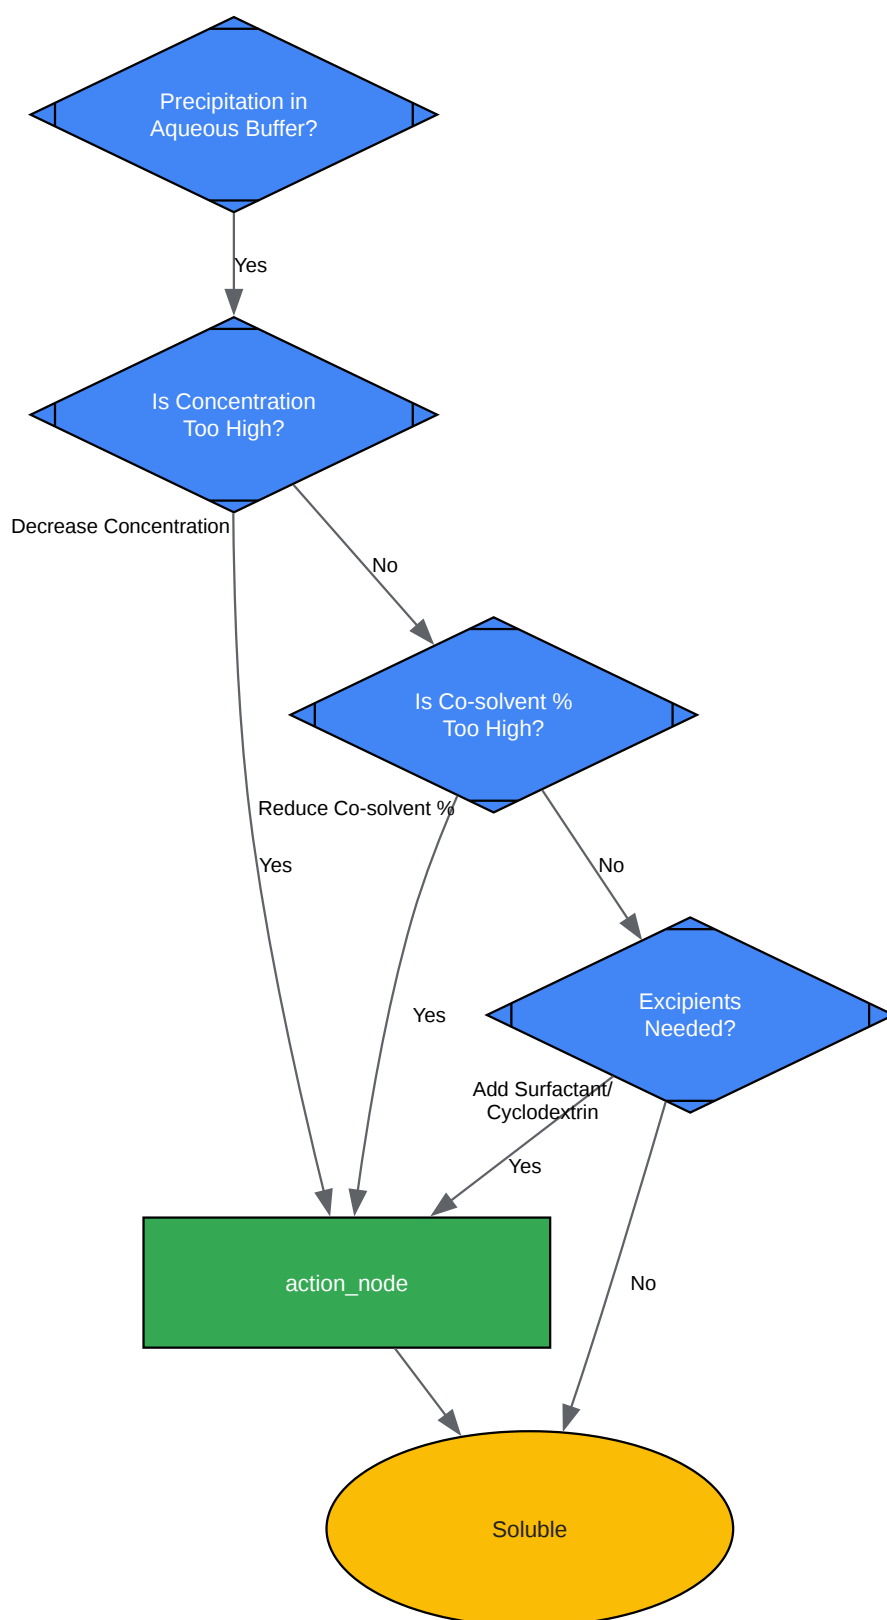 Precipitation in
Aqueous Buffer?
Yes
Is Concentration
Too High?
Decrease Concentration
No
Is Co-solvent %
Too High?
Reduce Co-solvent %
Yes
No
Excipients
Needed?
Yes
Add Surfactant/
Cyclodextrin
Yes
action_node
No
Soluble